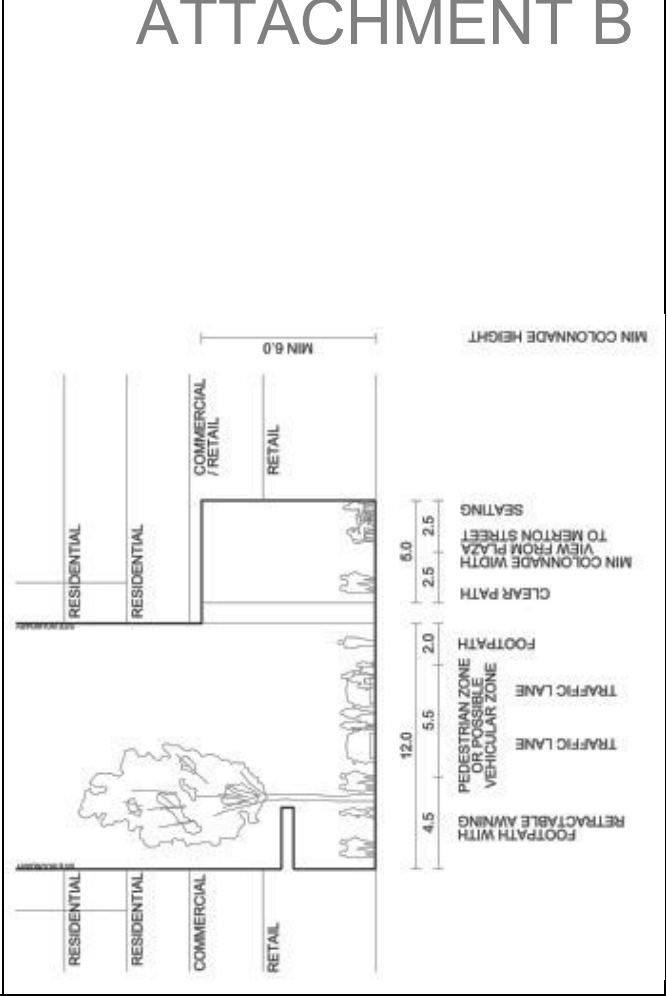 ATTACHMENT B
MIN COLONNADE HEIGHT
MIN 6.0
COMMERCIAL
/ RETAIL
RETAIL
RESIDENTIAL
RESIDENTIAL
SEATING
MIN COLONNADE WIDTH
VIEW FROM PLAZA
TO MERTON STREET
CLEAR PATH
2.5
5.0
2.5
FOOTPATH
2.0
TRAFFIC LANE
TRAFFIC LANE
PEDESTRIAN ZONE
OR POSSIBLE
VEHICULAR ZONE
5.5
12.0
FOOTPATH WITH
RETRACTABLE AWNING
4.5
RESIDENTIAL
RESIDENTIAL
COMMERCIAL
RETAIL